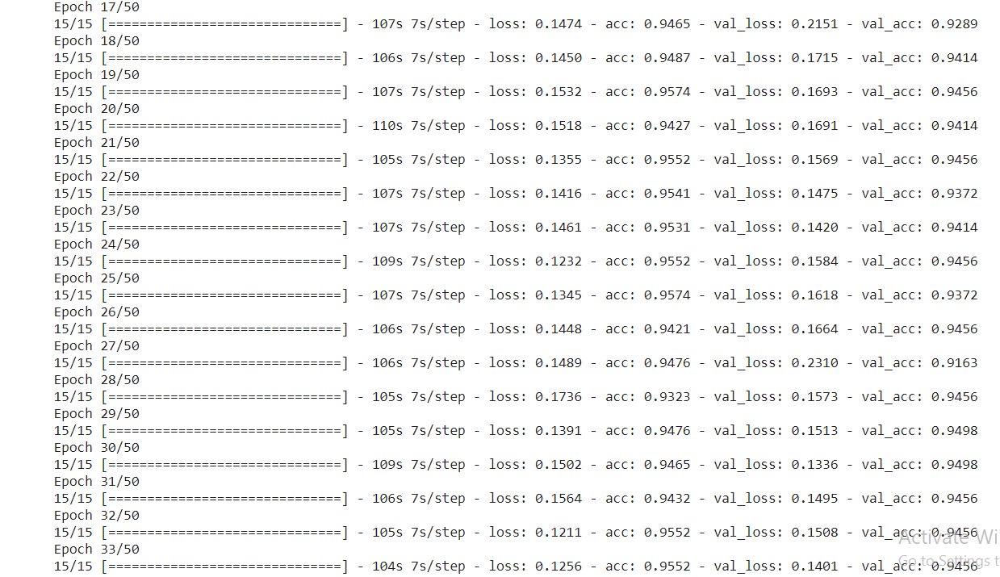 Epoch 17/50
15/15 [==============================] - 107s 7s/step - loss: 0.1474 - acc: 0.9465 - val_loss: 0.2151 - val_acc: 0.9289
Epoch 18/50
15/15 [==============================] - 106s 7s/step - loss: 0.1450 - acc: 0.9487 - val_loss: 0.1715 - val_acc: 0.9414
Epoch 19/50
15/15 [==============================] - 107s 7s/step - loss: 0.1532 - acc: 0.9574 - val_loss: 0.1693 - val_acc: 0.9456
Epoch 20/50
15/15 [==============================] - 110s 7s/step - loss: 0.1518 - acc: 0.9427 - val_loss: 0.1691 - val_acc: 0.9414
Epoch 21/50
15/15 [==============================] - 105s 7s/step - loss: 0.1355 - acc: 0.9552 - val_loss: 0.1569 - val_acc: 0.9456
Epoch 22/50
15/15 [==============================] - 107s 7s/step - loss: 0.1416 - acc: 0.9541 - val_loss: 0.1475 - val_acc: 0.9372
Epoch 23/50
15/15 [==============================] - 107s 7s/step - loss: 0.1461 - acc: 0.9531 - val_loss: 0.1420 - val_acc: 0.9414
Epoch 24/50
15/15 [==============================] - 109s 7s/step - loss: 0.1232 - acc: 0.9552 - val_loss: 0.1584 - val_acc: 0.9456
Epoch 25/50
15/15 [==============================] - 107s 7s/step - loss: 0.1345 - acc: 0.9574 - val_loss: 0.1618 - val_acc: 0.9372
Epoch 26/50
15/15 [==============================] - 106s 7s/step - loss: 0.1448 - acc: 0.9421 - val_loss: 0.1664 - val_acc: 0.9456
Epoch 27/50
15/15 [==============================] - 106s 7s/step - loss: 0.1489 - acc: 0.9476 - val_loss: 0.2310 - val_acc: 0.9163
Epoch 28/50
15/15 [==============================] - 105s 7s/step - loss: 0.1736 - acc: 0.9323 - val_loss: 0.1573 - val_acc: 0.9456
Epoch 29/50
15/15 [==============================] - 105s 7s/step - loss: 0.1391 - acc: 0.9476 - val_loss: 0.1513 - val_acc: 0.9498
Epoch 30/50
15/15 [==============================] - 109s 7s/step - loss: 0.1502 - acc: 0.9465 - val_loss: 0.1336 - val_acc: 0.9498
Epoch 31/50
15/15 [==============================] - 106s 7s/step - loss: 0.1564 - acc: 0.9432 - val_loss: 0.1495 - val_acc: 0.9456
Epoch 32/50
15/15 [==============================] - 105s 7s/step - loss: 0.1211 - acc: 0.9552 - val_loss: 0.1508 - val_acc: 0.9456
Activate Wi
Epoch 33/50
15/15 [==============================] - 104s 7s/step - loss: 0.1256 - acc: 0.9552 - val_loss: 0.1401 - val_acc: 0.9456
Go to Settings t